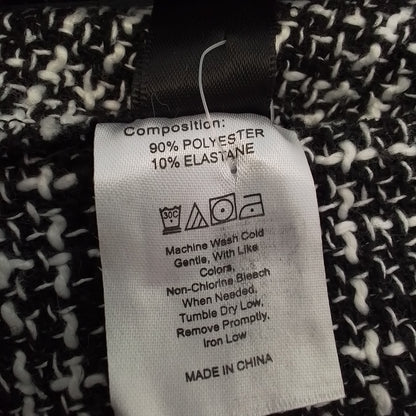 Composition:
90% POLYESTER
10% ELASTANE
30C
Machine Wash Cold
Gentle, With Like
Colors,
Non-Chlorine Bleach
When Needed,
Tumble Dry Low,
Remove Promptly,
Iron Low
MADE IN CHINA